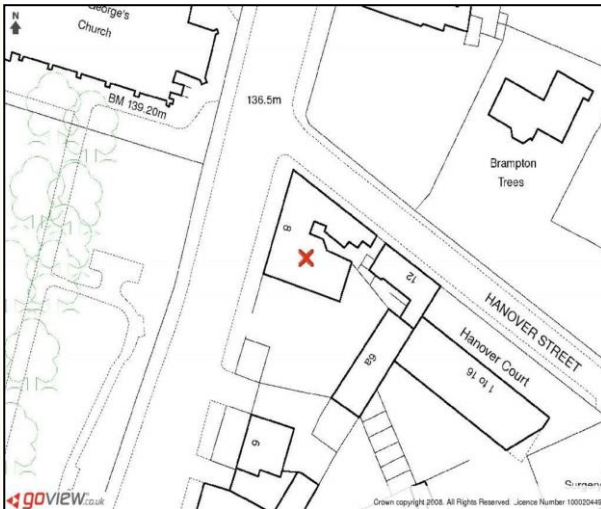 N
George's
Church
BM 139.20m
136.5m
Brampton
Trees
8
12
HANOVER STREET
Hanover Court
1 to 16
6a
6
goview.co.uk
Crown copyright 2008. All Rights Reserved. Licence Number 100020449